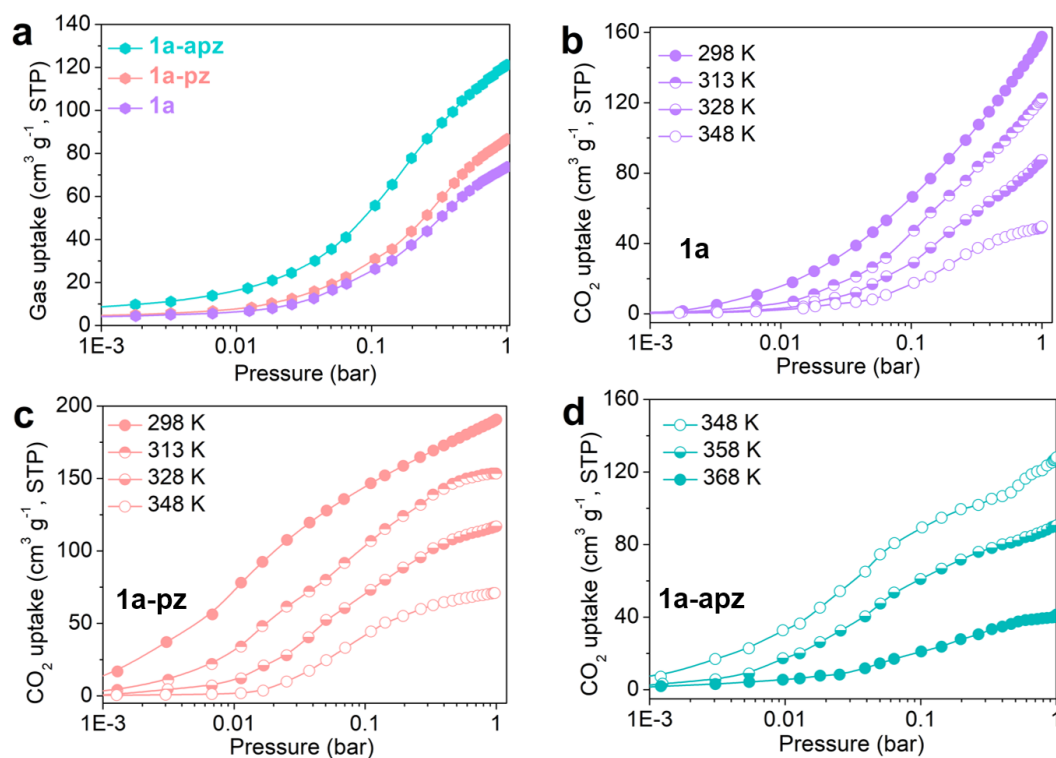 a
1a-apz
1a-pz
1a
Gas uptake (cm³ g⁻¹, STP)
140
120
100
80
60
40
20
0
1E-3
0.01
0.1
1
Pressure (bar)
b
298 K
313 K
328 K
348 K
1a
CO₂ uptake (cm³ g⁻¹, STP)
160
120
80
40
0
1E-3
0.01
0.1
1
Pressure (bar)
c
298 K
313 K
328 K
348 K
1a-pz
CO₂ uptake (cm³ g⁻¹, STP)
200
150
100
50
0
1E-3
0.01
0.1
1
Pressure (bar)
d
348 K
358 K
368 K
1a-apz
CO₂ uptake (cm³ g⁻¹, STP)
160
120
80
40
0
1E-3
0.01
0.1
1
Pressure (bar)